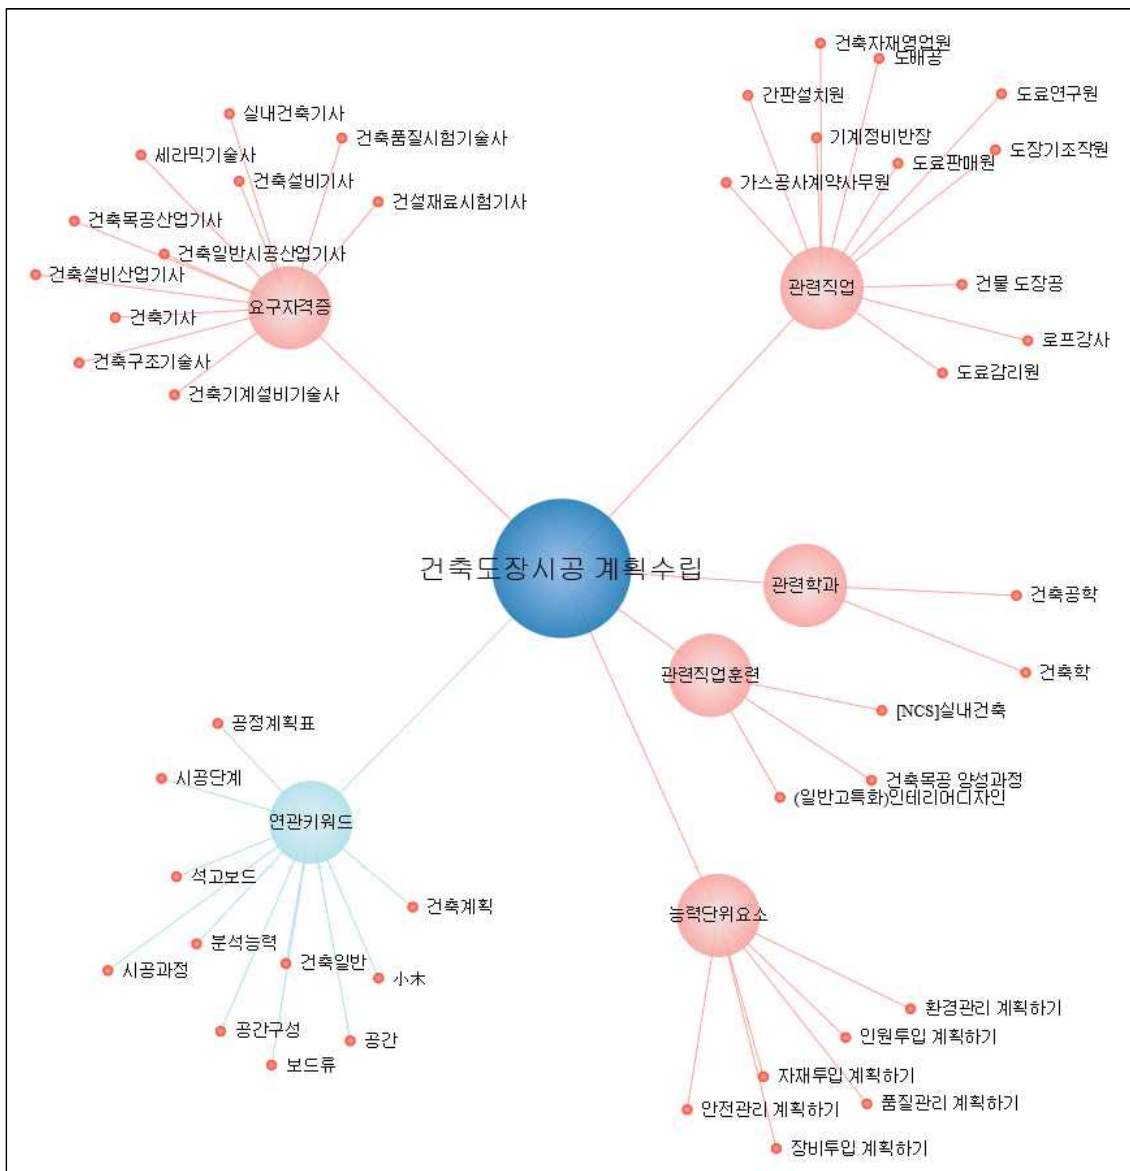 건축자재영업원
도배공
간판설치원
도료연구원
기계정비반장
도장기조작원
도료판매원
가스공사계약사무원
관련직업
건물 도장공
로프강사
도료감리원
실내건축기사
건축품질시험기술사
세라믹기술사
건축설비기사
건설재료시험기사
건축목공산업기사
건축일반시공산업기사
건축설비산업기사
요구자격증
건축기사
건축구조기술사
건축기계설비기술사
건축도장시공 계획수립
관련학과
건축공학
건축학
관련직업훈련
[NCS]실내건축
건축목공 양성과정
(일반고특화)인테리어디자인
공정계획표
시공단계
연관키워드
석고보드
건축계획
분석능력
건축일반
시공과정
小木
공간구성
공간
보드류
능력단위요소
환경관리 계획하기
인원투입 계획하기
자재투입 계획하기
품질관리 계획하기
안전관리 계획하기
장비투입 계획하기